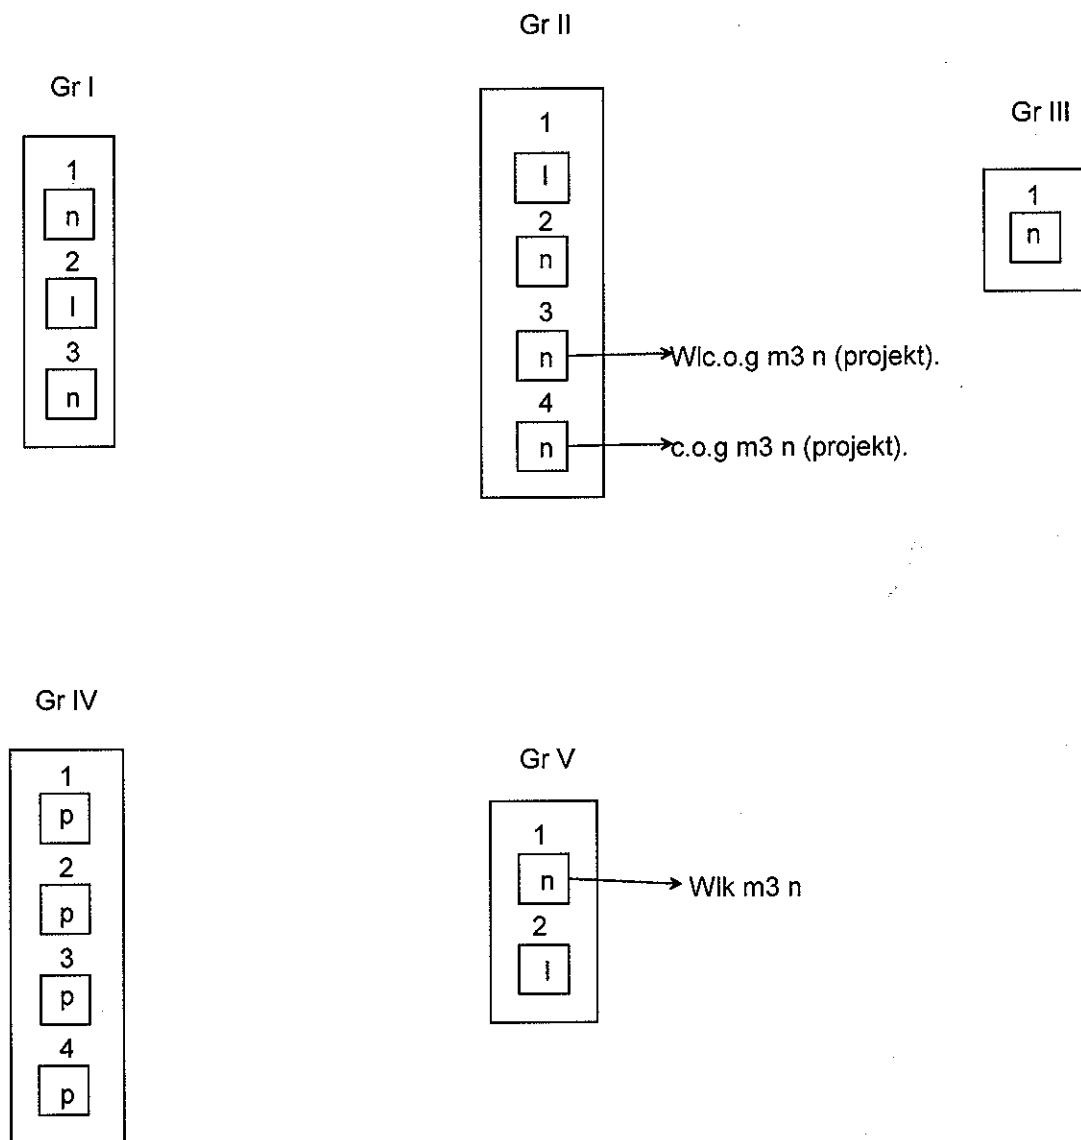 Gr I
1
n
2
l
3
n
Gr II
1
l
2
n
3
n Wlc.o.g m3 n (projekt).
4
n c.o.g m3 n (projekt).
Gr III
1
n
Gr IV
1
p
2
p
3
p
4
p
Gr V
1
n Wlk m3 n
2
l